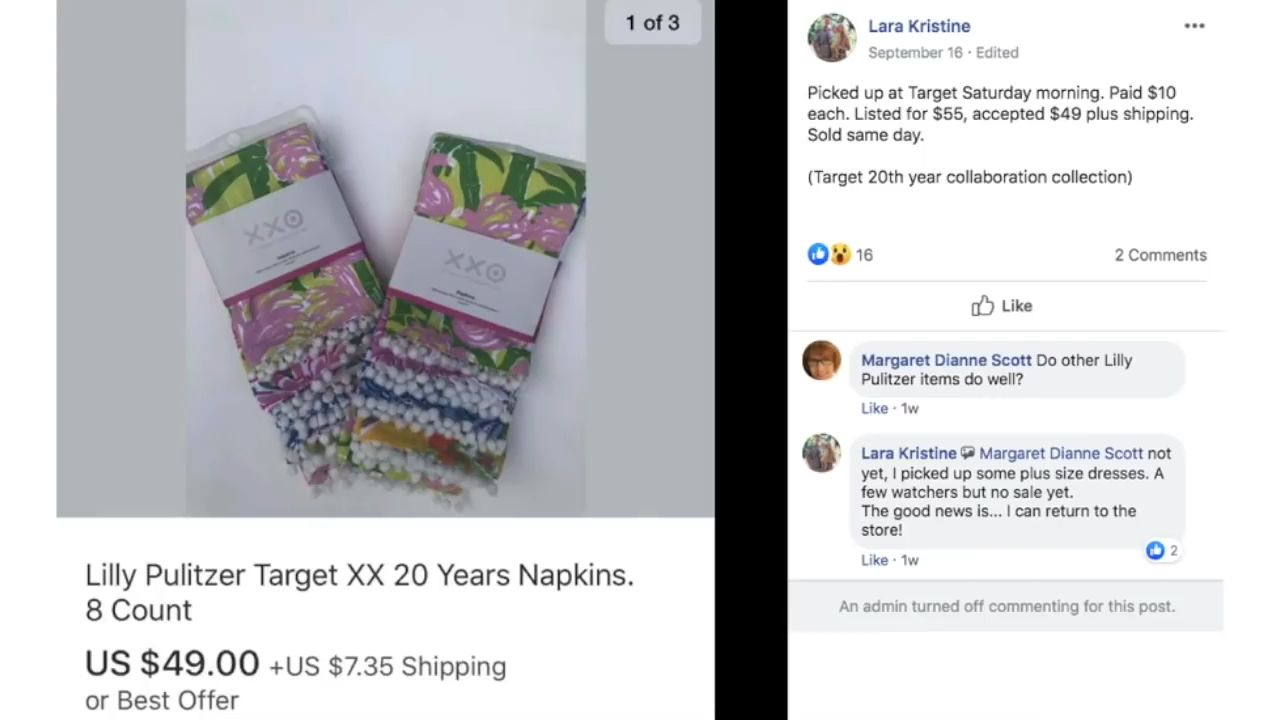 1 of 3
XXO
XXO
Napkins
Lilly Pulitzer Target XX 20 Years Napkins.
8 Count
US $49.00 +US $7.35 Shipping
or Best Offer
Lara Kristine
September 16 · Edited
Picked up at Target Saturday morning. Paid $10
each. Listed for $55, accepted $49 plus shipping.
Sold same day.
(Target 20th year collaboration collection)
16
2 Comments
Like
Margaret Dianne Scott Do other Lilly
Pulitzer items do well?
Like · 1w
Lara Kristine Margaret Dianne Scott not
yet, I picked up some plus size dresses. A
few watchers but no sale yet.
The good news is... I can return to the
store!
2
Like · 1w
An admin turned off commenting for this post.